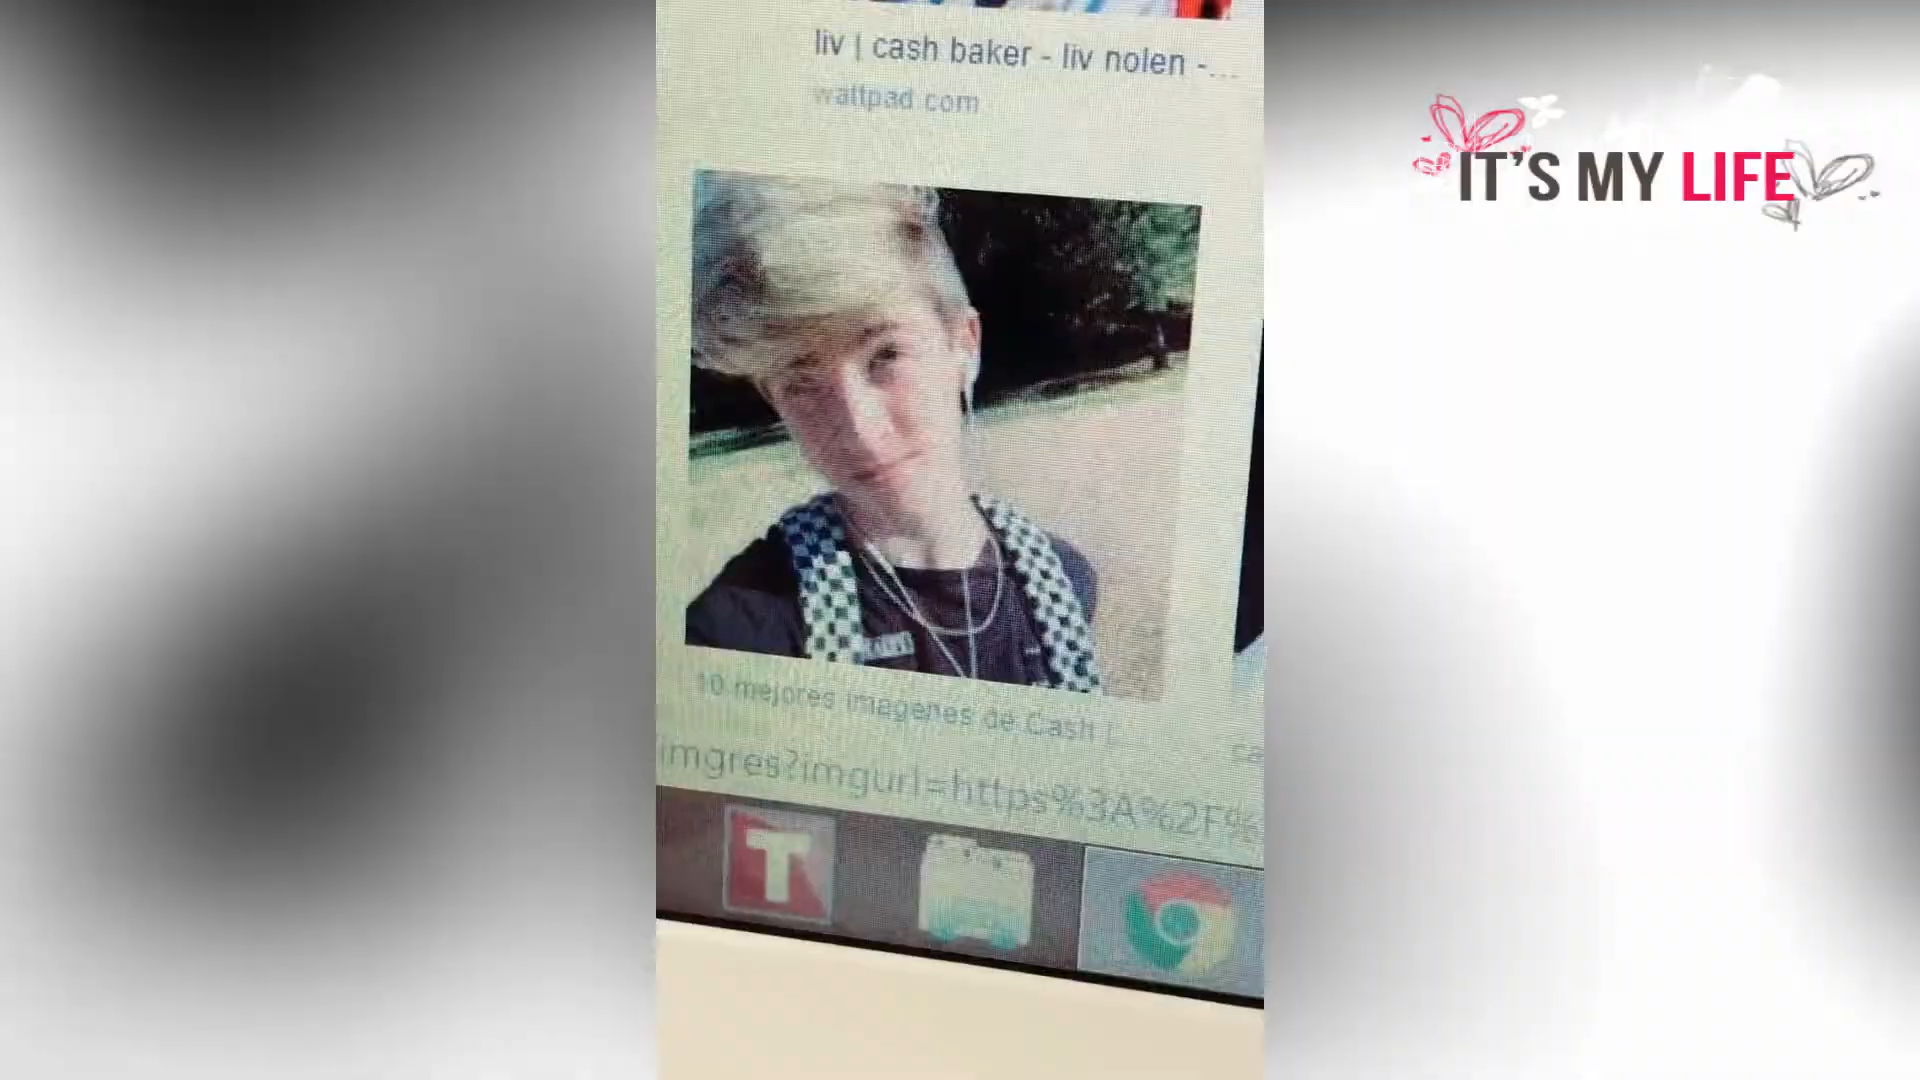 liv | cash baker - liv nolen -...
wattpad.com
IT'S MY LIFE
10 mejores imagenes de Cash
imgres?imgurl=https%3A%2F%
T